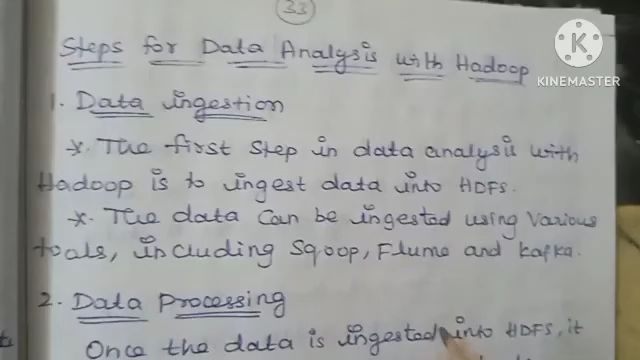 33
Steps for Data Analysis with Hadoop
K
KINEMASTER
1. Data ingestion
*. The first step in data analysis with
Hadoop is to ingest data into HDFS.
*. The data can be ingested using various
tools, including Sqoop, Flume and Kafka.
2. Data Processing
Once the data is ingested into HDFS, it